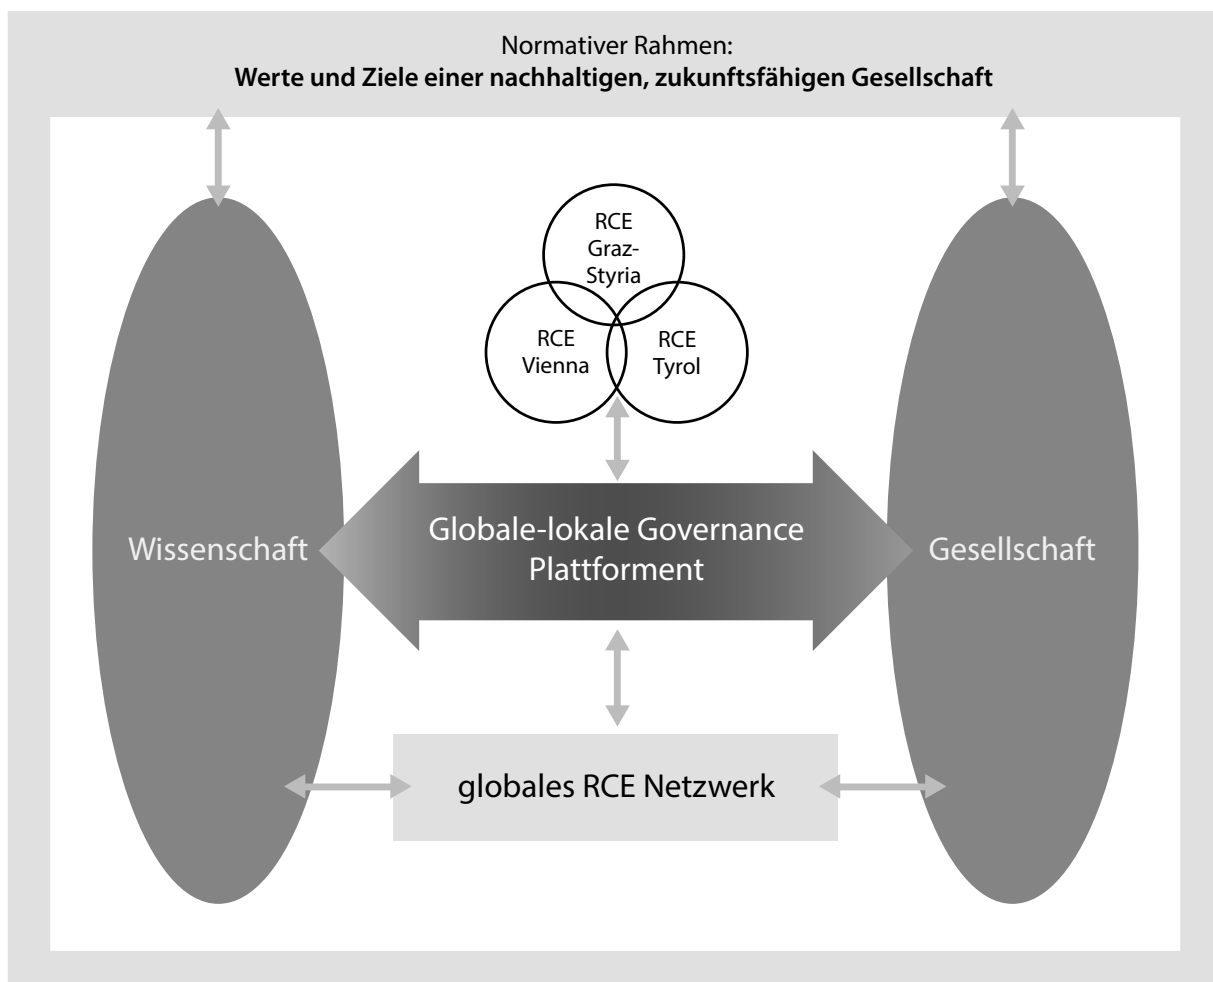 Normativer Rahmen:
Werte und Ziele einer nachhaltigen, zukunftsfähigen Gesellschaft
RCE
Graz-
Styria
RCE
Vienna
RCE
Tyrol
Wissenschaft
Globale-lokale Governance
Plattforment
Gesellschaft
globales RCE Netzwerk